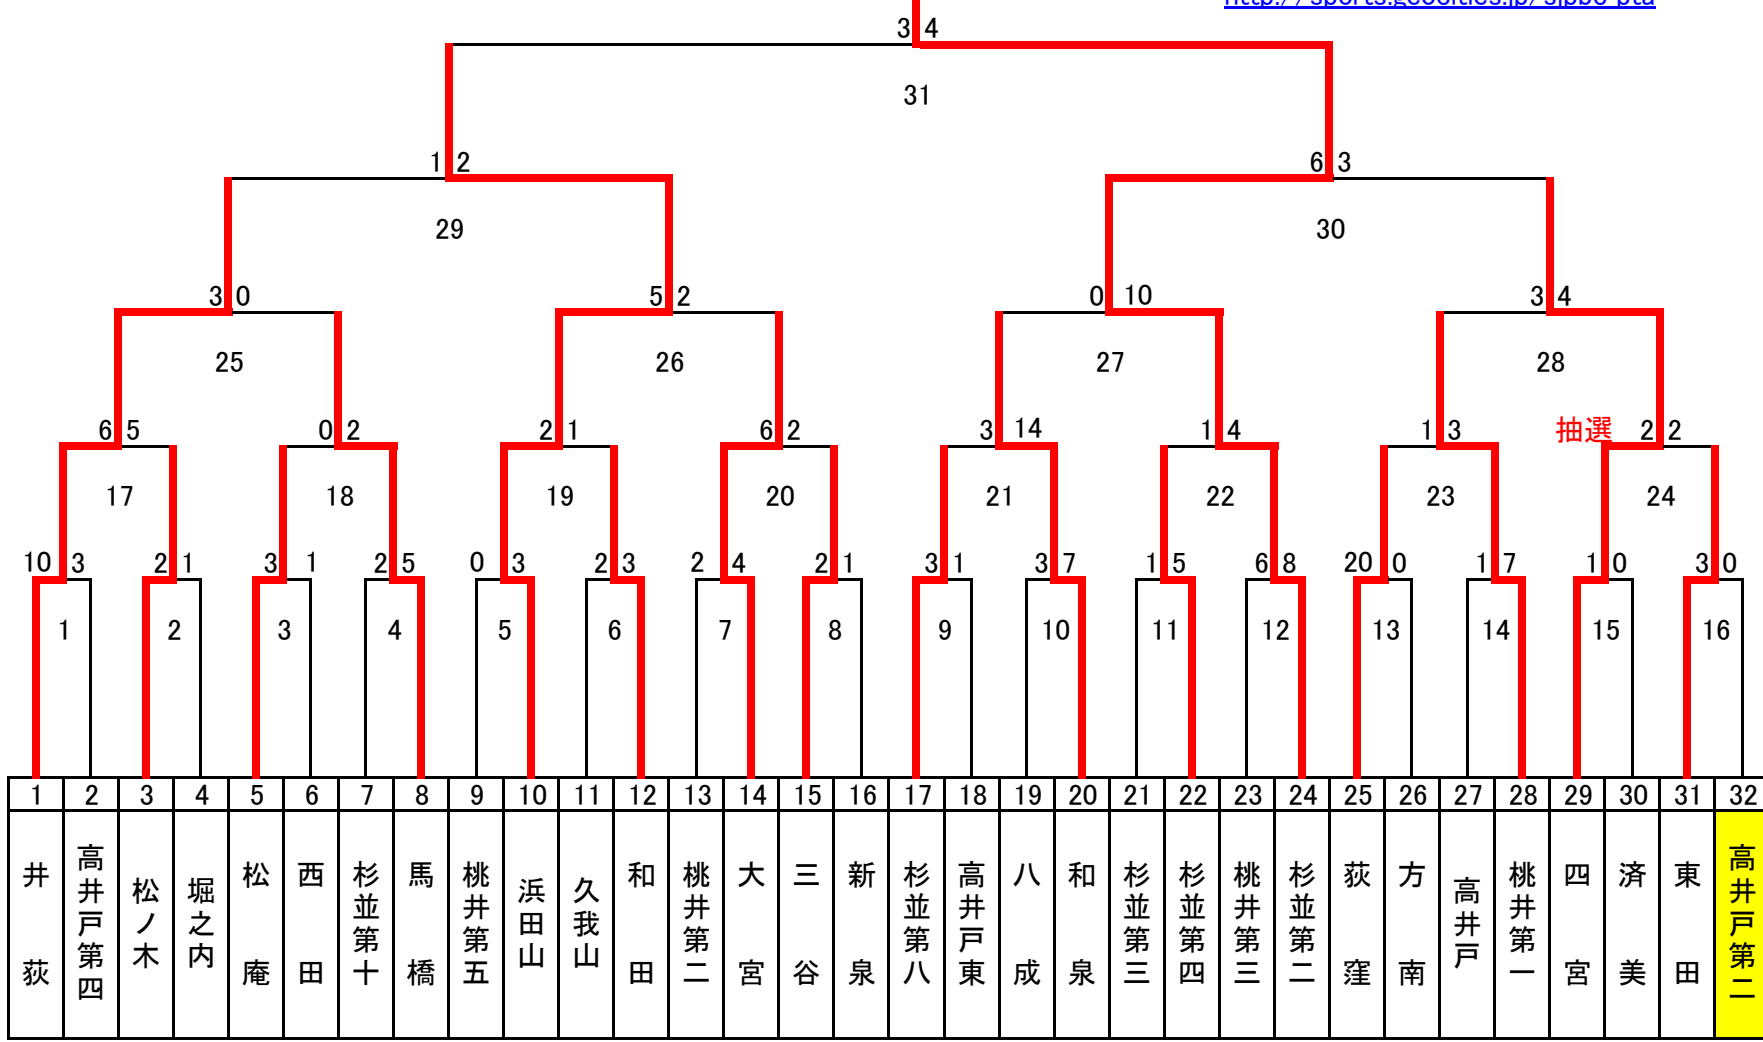 http://sports.geocities.jp/sjpbc-pta
3 4
31
1 2 6 3
29 30
3 0 5 2 0 10 3 4
25 26 27 28
6 5 0 2 2 1 6 2 3 14 1 4 1 3 抽選 2 2
17 18 19 20 21 22 23 24
10 3 2 1 3 1 2 5 0 3 2 3 2 4 2 1 3 1 3 7 1 5 6 8 20 0 1 7 1 0 3 0
1 2 3 4 5 6 7 8 9 10 11 12 13 14 15 16
1 2 3 4 5 6 7 8 9 10 11 12 13 14 15 16 17 18 19 20 21 22 23 24 25 26 27 28 29 30 31 32
井荻
高井戸第四
松ノ木
堀之内
松庵
西田
杉並第十
馬橋
桃井第五
浜田山
久我山
和田
桃井第二
大宮
三谷
新泉
杉並第八
高井戸東
八成
和泉
杉並第三
杉並第四
桃井第三
杉並第二
荻窪
方南
高井戸
桃井第一
四宮
済美
東田
高井戸第二